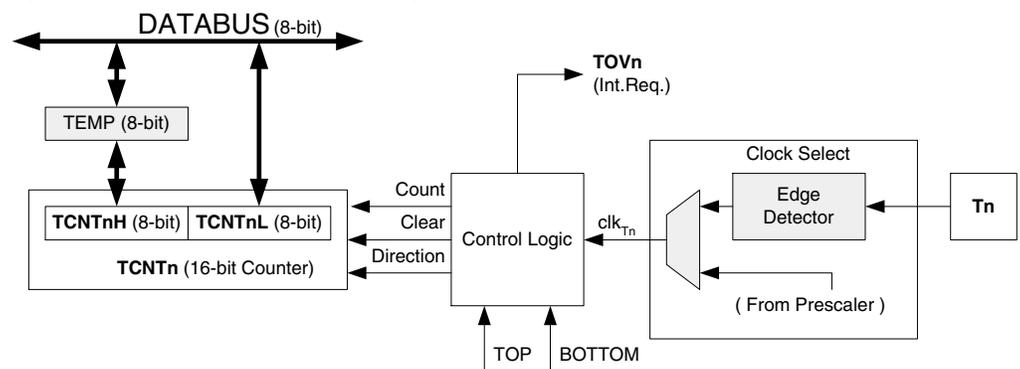 DATABUS (8-bit)
TOVn
(Int.Req.)
TEMP (8-bit)
Clock Select
Count
Edge
Detector
Tn
TCNTnH (8-bit) TCNTnL (8-bit)
Clear
Control Logic
clkTn
TCNTn (16-bit Counter)
Direction
( From Prescaler )
TOP
BOTTOM